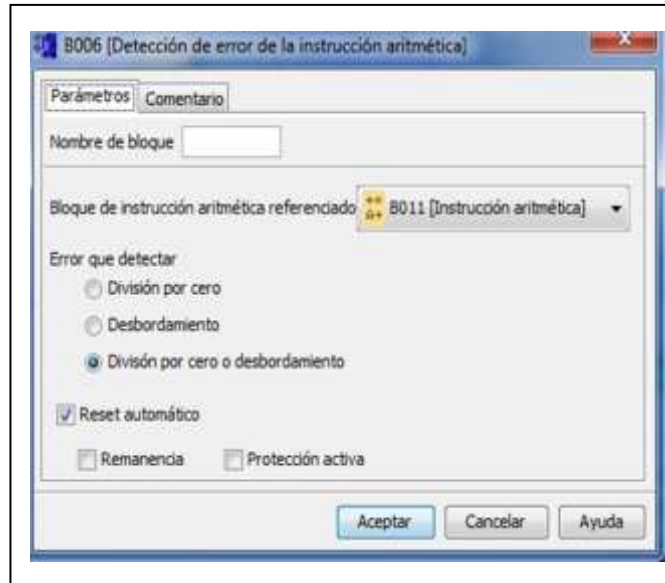 B006 [Detección de error de la instrucción aritmética]
Parámetros Comentario
Nombre de bloque
Bloque de instrucción aritmética referenciado B011 [Instrucción aritmética]
Error que detectar
División por cero
Desbordamiento
Divisón por cero o desbordamiento
Reset automático
Remanencia Protección activa
Aceptar Cancelar Ayuda